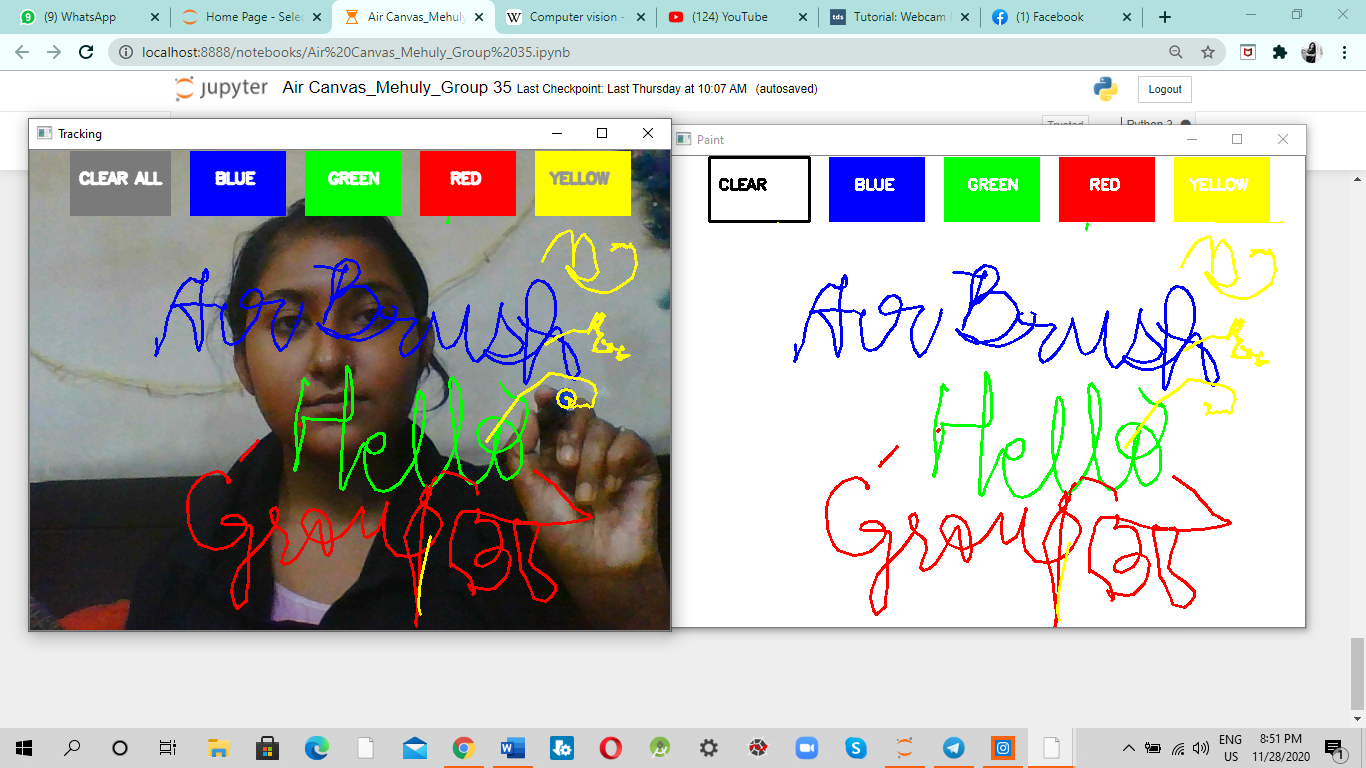 (9) WhatsApp
Home Page - Sele
Air Canvas_Mehuly
Computer vision -
(124) YouTube
tds Tutorial: Webcam
(1) Facebook
localhost:8888/notebooks/Air%20Canvas_Mehuly_Group%2035.ipynb
jupyter Air Canvas_Mehuly_Group 35 Last Checkpoint: Last Thursday at 10:07 AM (autosaved)
Logout
Trusted
Python 3
Tracking
CLEAR ALL BLUE GREEN RED YELLOW
Air Brush
Hello
Group
Paint
CLEAR BLUE GREEN RED YELLOW
Air Brush
Hello
Group
ENG
US
8:51 PM
11/28/2020
1